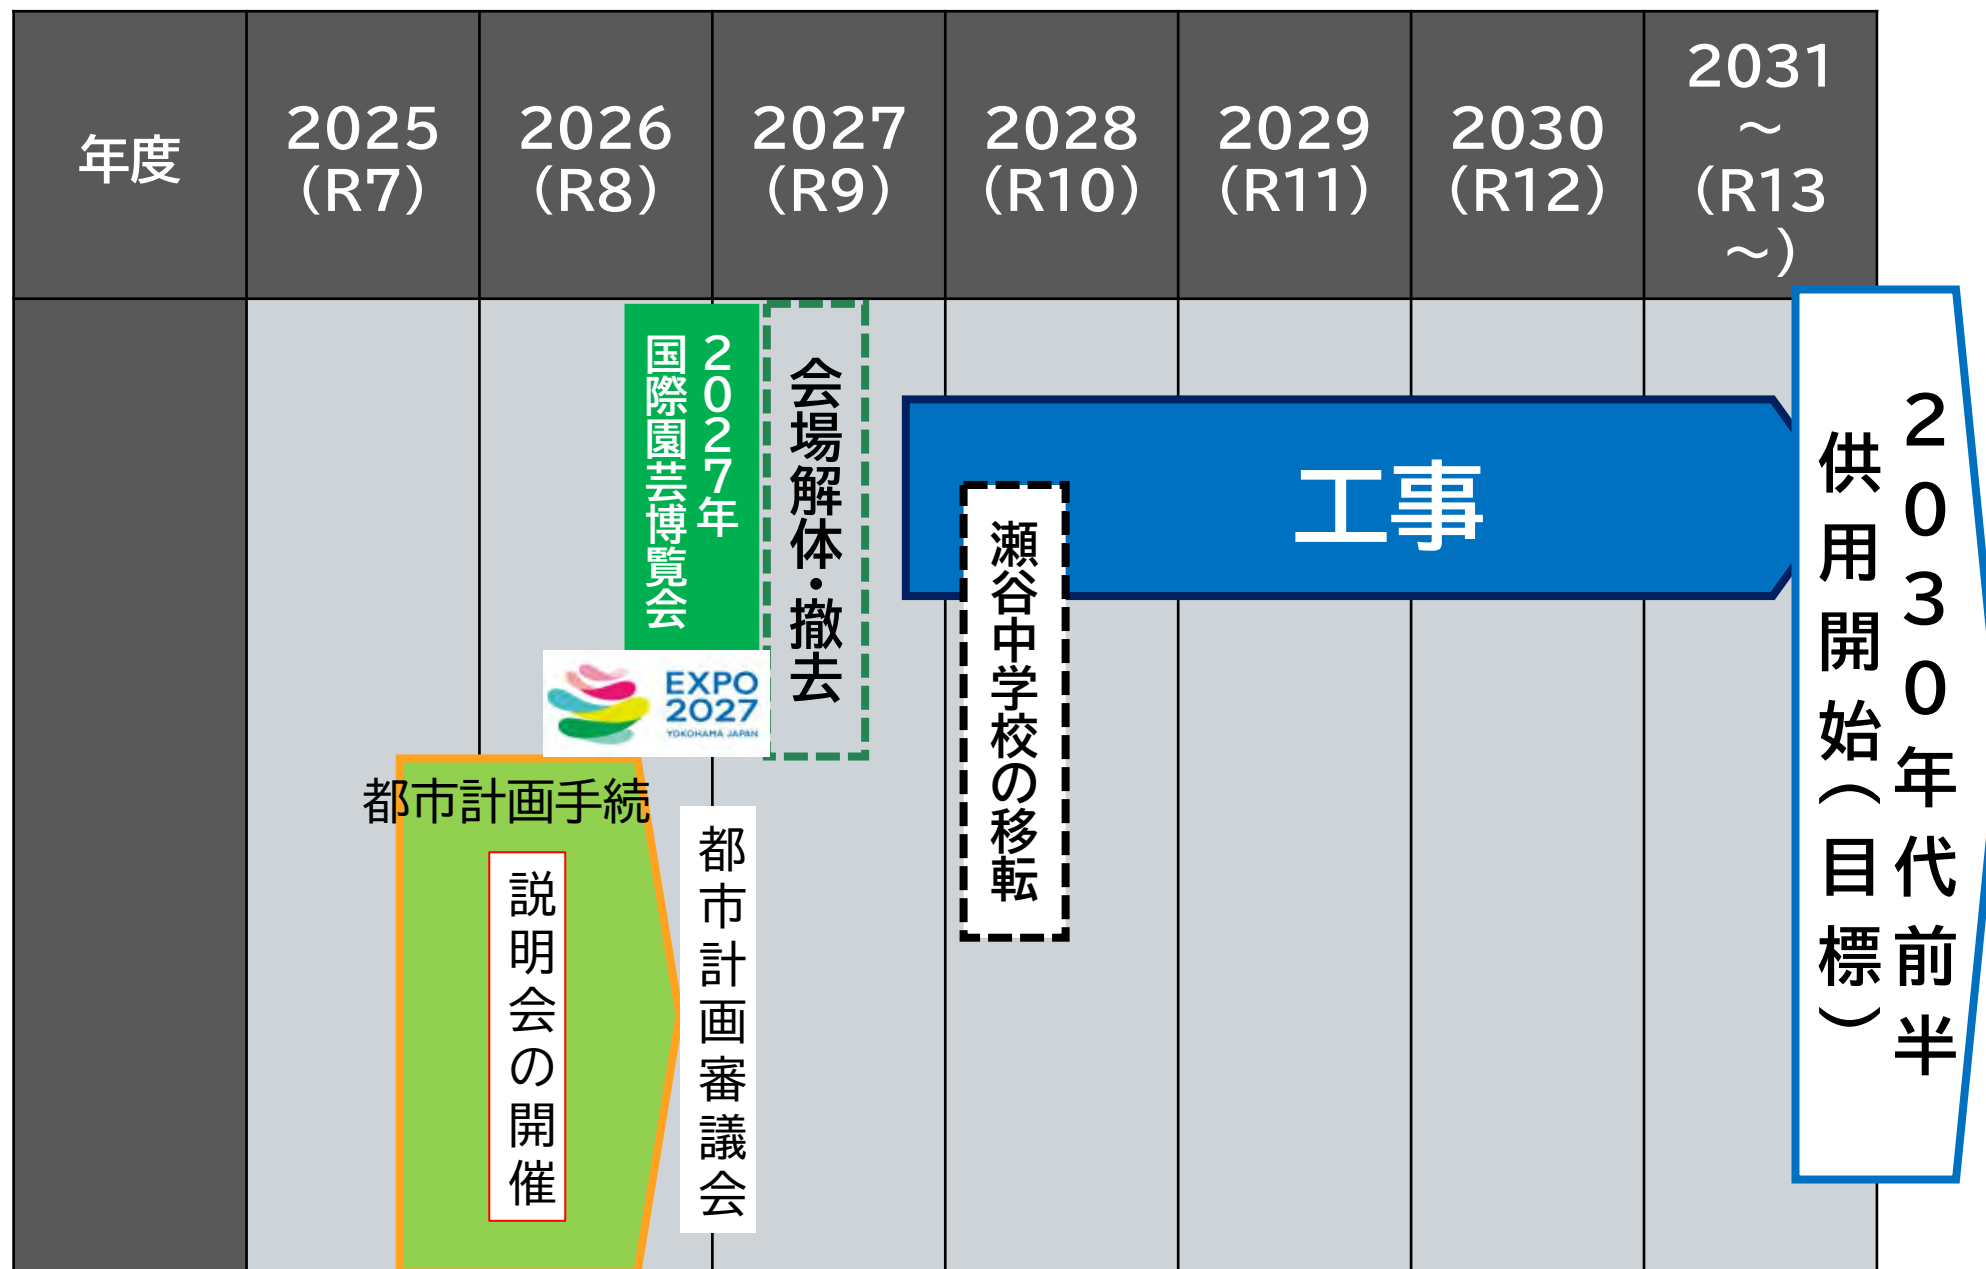 年度
2025
（R7）
2026
（R8）
2027
（R9）
2028
（R10）
2029
（R11）
2030
（R12）
2031
～
（R13
～）
2027年
国際園芸博覧会
会場解体・撤去
工事
瀬谷中学校の移転
2030年代前半
供用開始（目標）
EXPO
2027
YOKOHAMA JAPAN
都市計画手続
説明会の開催
都市計画審議会